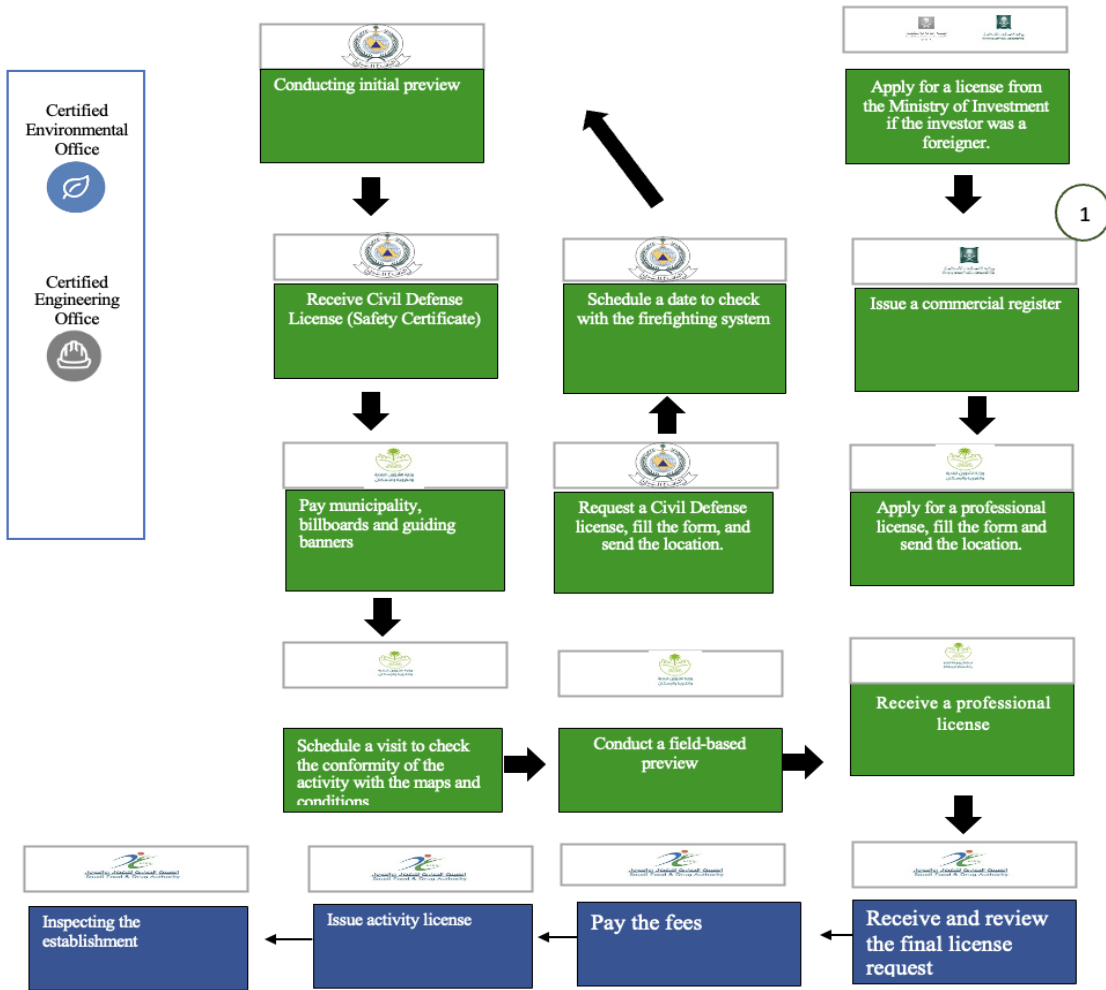 Certified
Environmental
Office
Certified
Engineering
Office
Conducting initial preview
Apply for a license from
the Ministry of Investment
if the investor was a
foreigner.
1
Receive Civil Defense
License (Safety Certificate)
Schedule a date to check
with the firefighting system
Issue a commercial register
Pay municipality,
billboards and guiding
banners
Request a Civil Defense
license, fill the form, and
send the location.
Apply for a professional
license, fill the form and
send the location.
Schedule a visit to check
the conformity of the
activity with the maps and
conditions
Conduct a field-based
preview
Receive a professional
license
Saudi Food & Drug Authority
Saudi Food & Drug Authority
Saudi Food & Drug Authority
Saudi Food & Drug Authority
Inspecting the
establishment
Issue activity license
Pay the fees
Receive and review
the final license
request